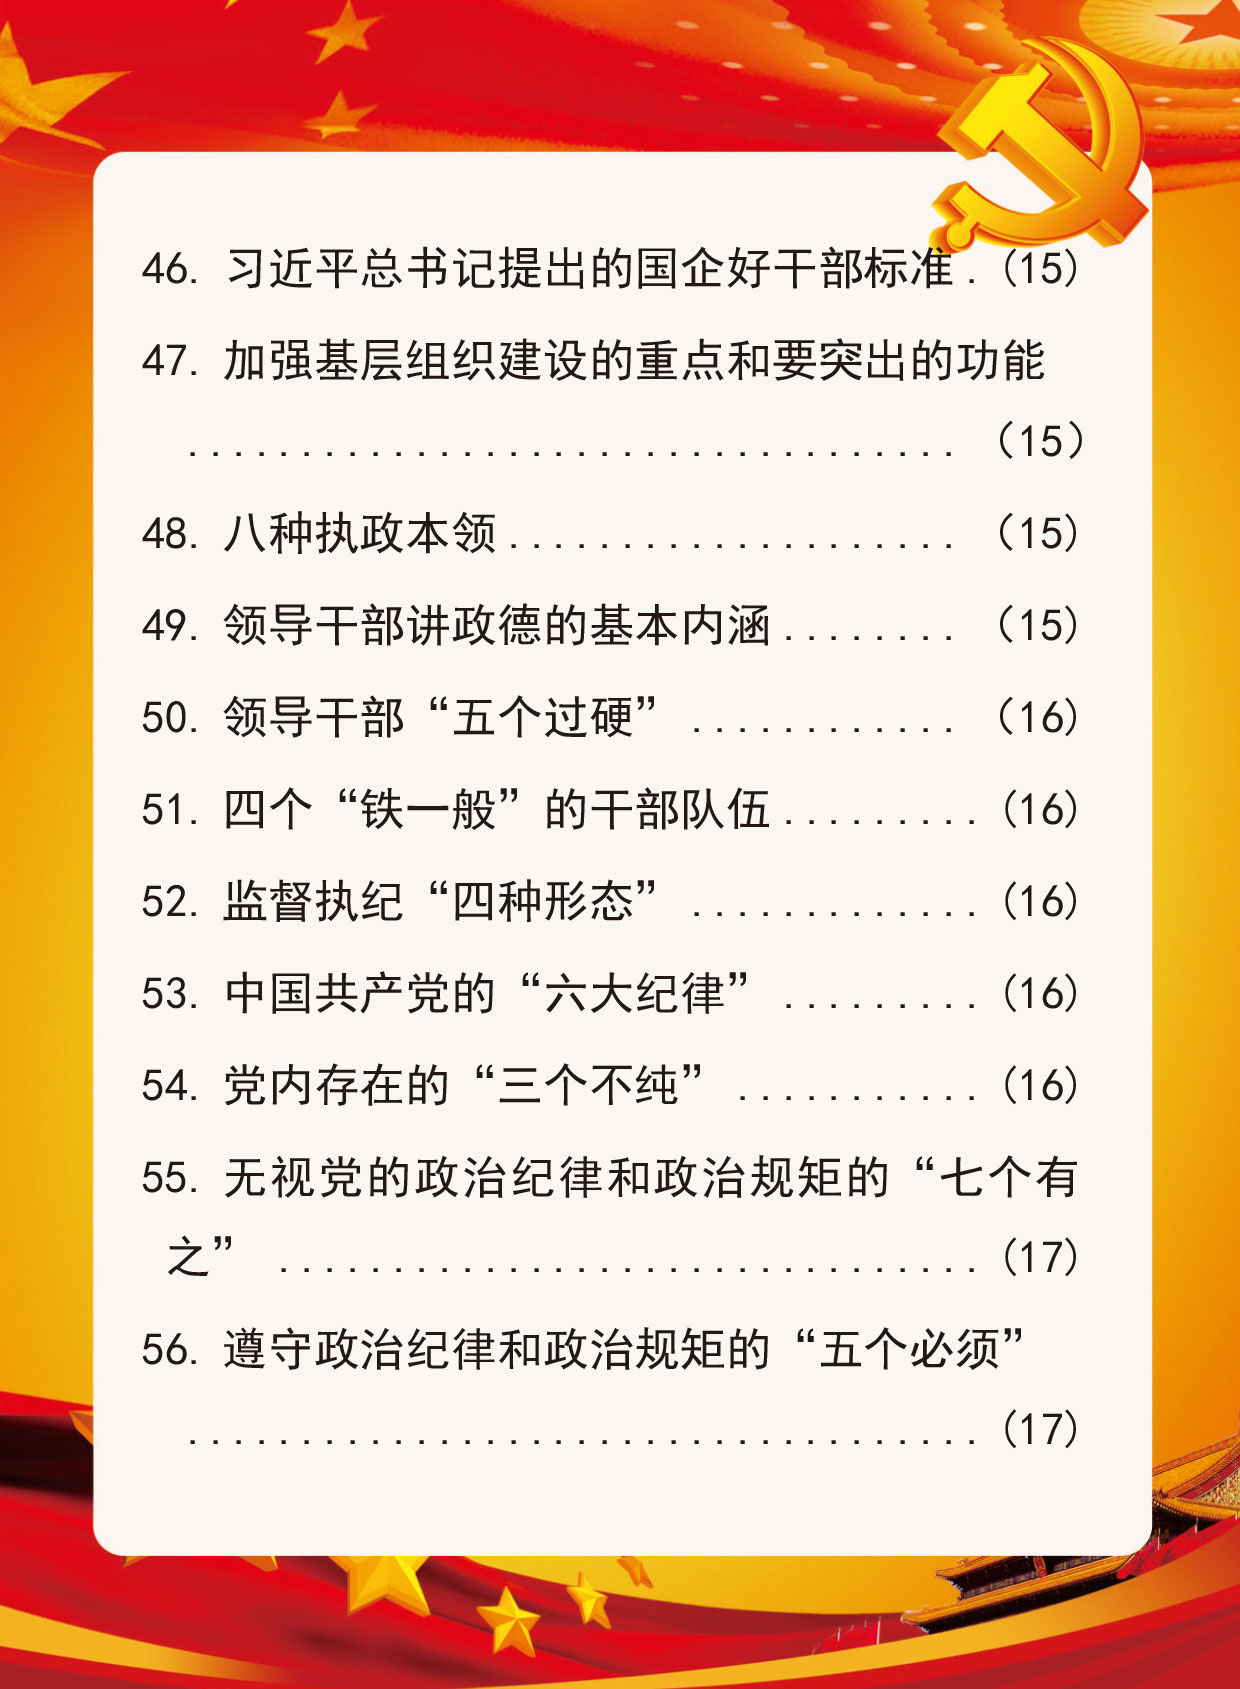 46. 习近平总书记提出的国企好干部标准 . (15)
47. 加强基层组织建设的重点和要突出的功能
.................................. （15）
48. 八种执政本领.................... （15)
49. 领导干部讲政德的基本内涵........ （15)
50. 领导干部“五个过硬” ............ （16)
51. 四个“铁一般”的干部队伍......... (16)
52. 监督执纪“四种形态” ............. (16)
53. 中国共产党的“六大纪律” ......... (16)
54. 党内存在的“三个不纯” ........... (16)
55. 无视党的政治纪律和政治规矩的“七个有
之” ............................... (17)
56. 遵守政治纪律和政治规矩的“五个必须”
................................... (17)